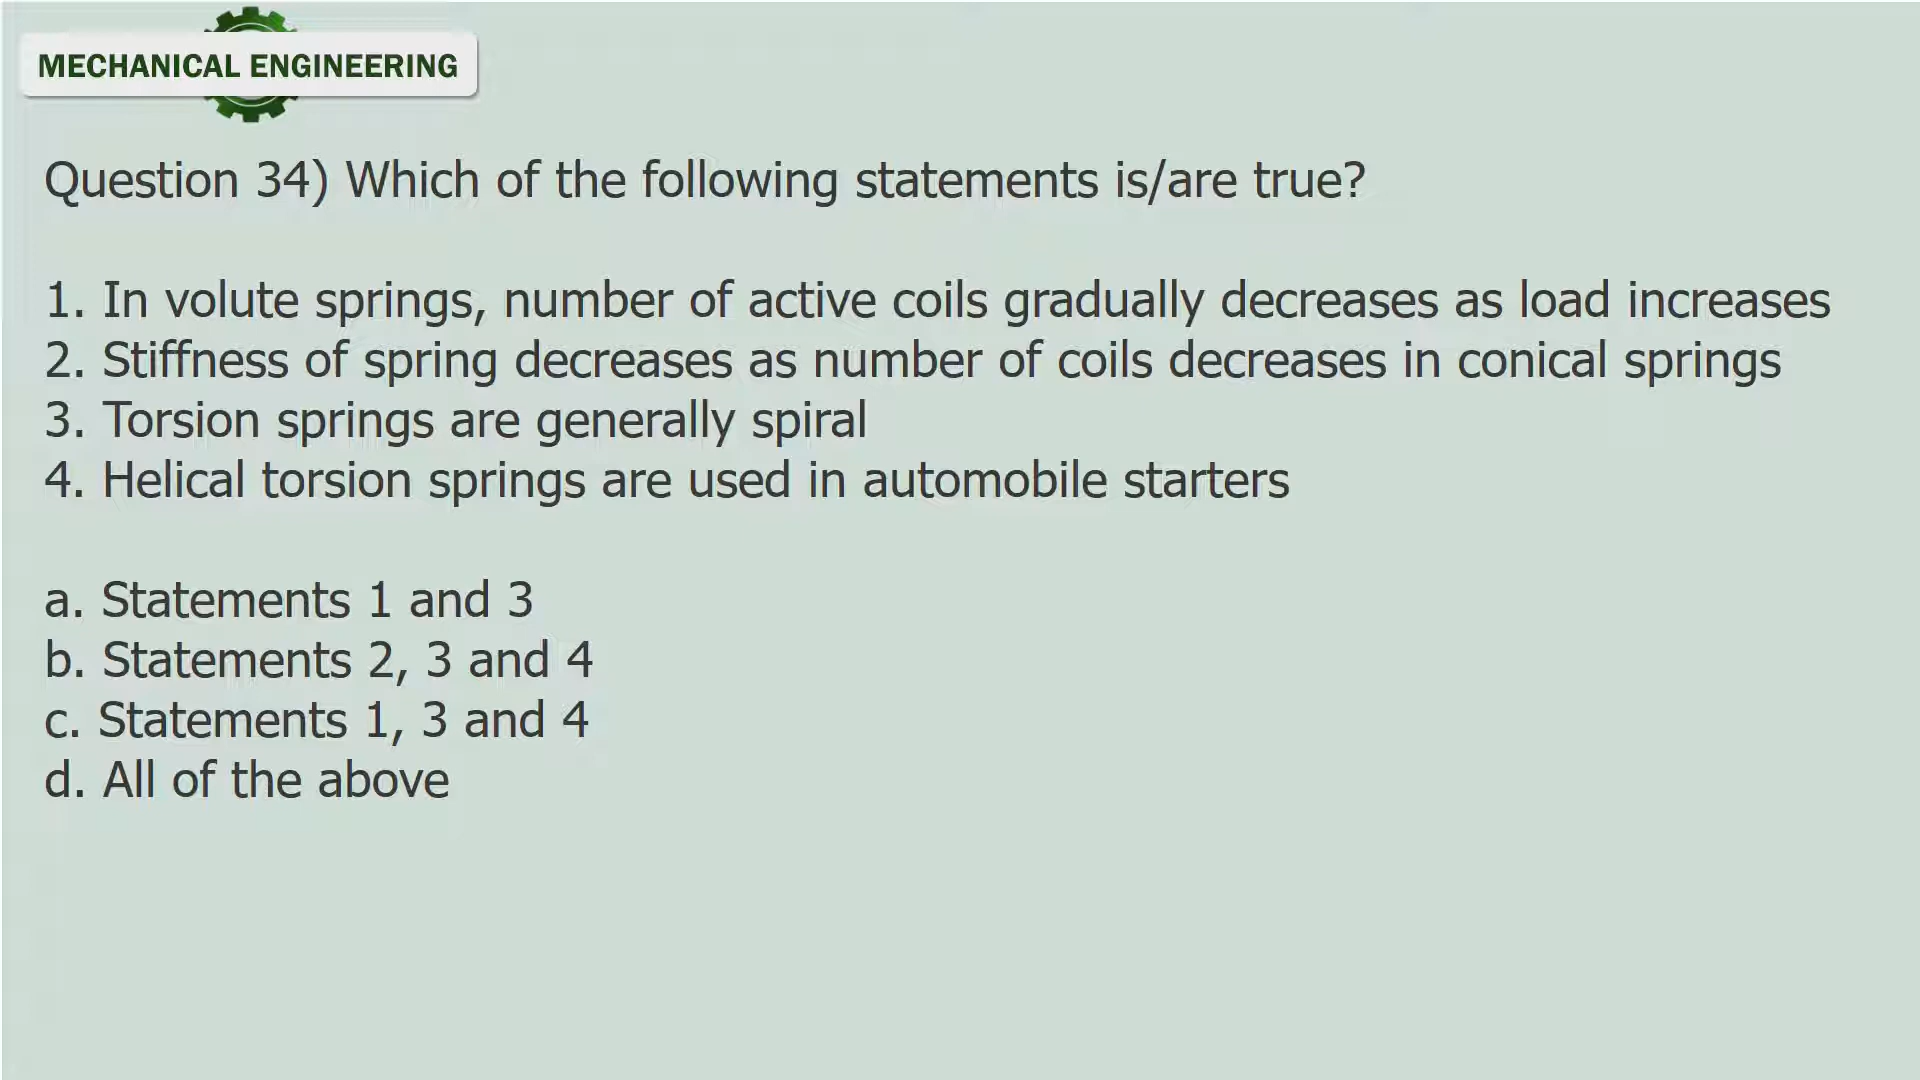 MECHANICAL ENGINEERING
Question 34) Which of the following statements is/are true?
1. In volute springs, number of active coils gradually decreases as load increases
2. Stiffness of spring decreases as number of coils decreases in conical springs
3. Torsion springs are generally spiral
4. Helical torsion springs are used in automobile starters
a. Statements 1 and 3
b. Statements 2, 3 and 4
c. Statements 1, 3 and 4
d. All of the above